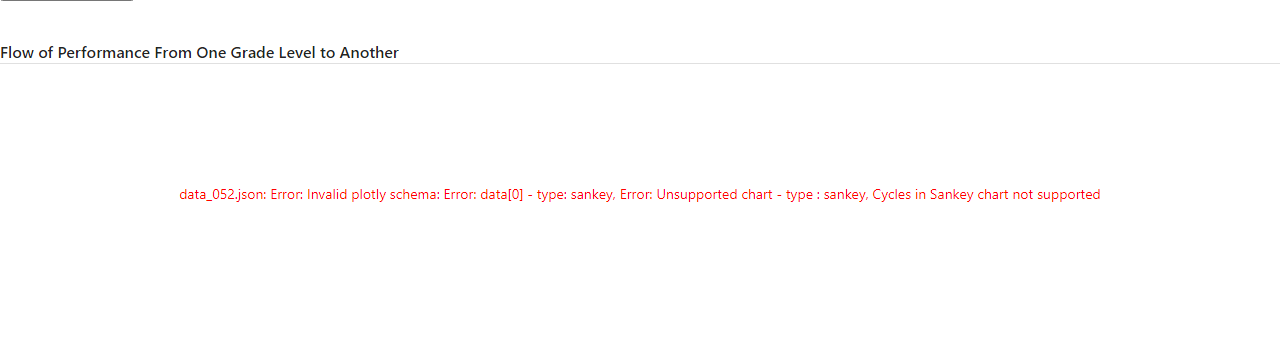 Flow of Performance From One Grade Level to Another
data_052.json: Error: Invalid plotly schema: Error: data[0] - type: sankey, Error: Unsupported chart - type : sankey, Cycles in Sankey chart not supported